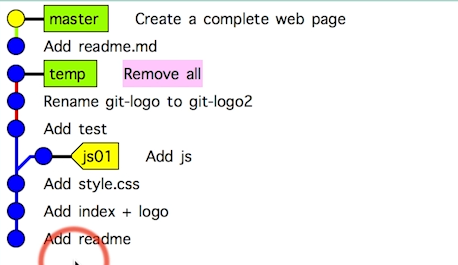 master Create a complete web page
Add readme.md
temp Remove all
Rename git-logo to git-logo2
Add test
js01 Add js
Add style.css
Add index + logo
Add readme